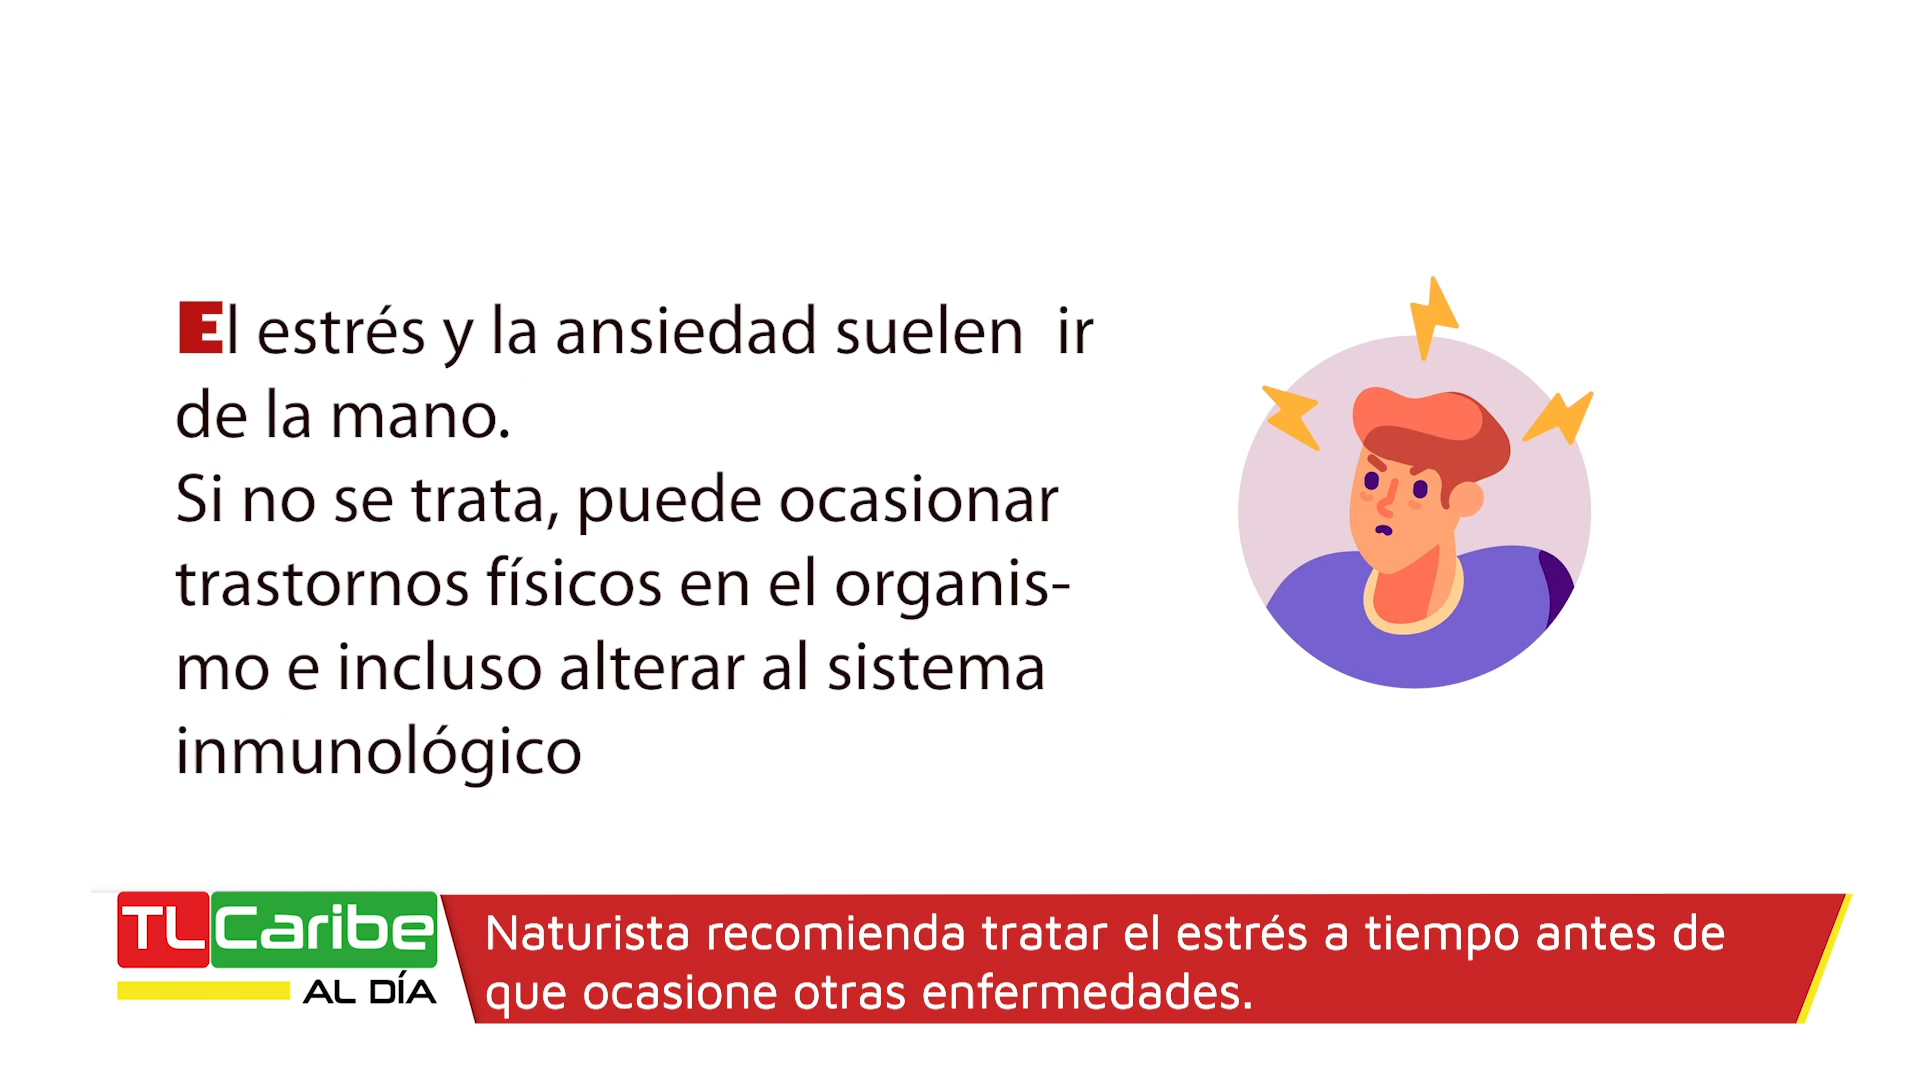 El estrés y la ansiedad suelen  ir
de la mano.
Si no se trata, puede ocasionar
trastornos físicos en el organis-
mo e incluso alterar al sistema
inmunológico
TLCaribe
AL DÍA
Naturista recomienda tratar el estrés a tiempo antes de
que ocasione otras enfermedades.